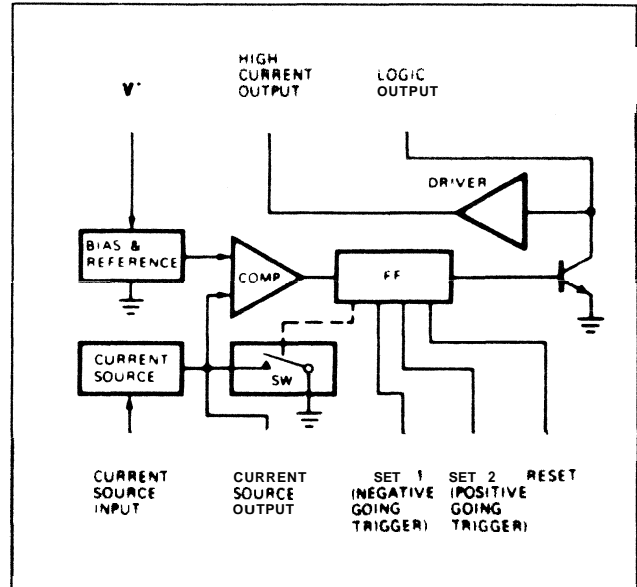 HIGH
CURRENT
OUTPUT
LOGIC
OUTPUT
V+
DRIVER
BIAS &
REFERENCE
COMP
FF
CURRENT
SOURCE
SW
CURRENT
SOURCE
INPUT
CURRENT
SOURCE
OUTPUT
SET 1
(NEGATIVE
GOING
TRIGGER)
SET 2
(POSITIVE
GOING
TRIGGER)
RESET